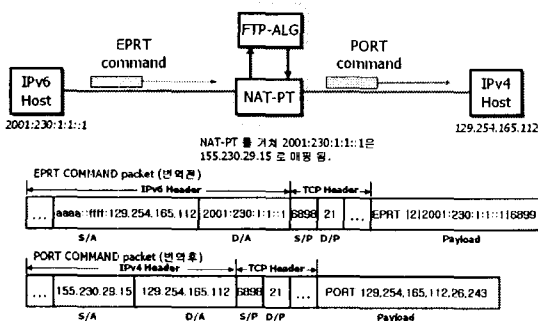 FTP-ALG
EPRT
command
PORT
command
IPv6
Host
NAT-PT
IPv4
Host
2001:230:1:1::1
129.254.165.112
NAT-PT 를 거쳐 2001:230:1:1::1은
155.230.29.15 로 매핑 됨.
EPRT COMMAND packet (번역전)
IPv6 Header
TCP Header
... aaaa::ffff:129.254.165.112 2001:230:1:1::1 6898 21 ... EPRT |2|2001:230:1:1::1|6899
S/A D/A S/P D/P Payload
PORT COMMAND packet (번역후)
IPv4 Header
TCP Header
... 155.230.29.15 129.254.165.112 6898 21 ... PORT 129,254,165,112,26,243
S/A D/A S/P D/P Payload